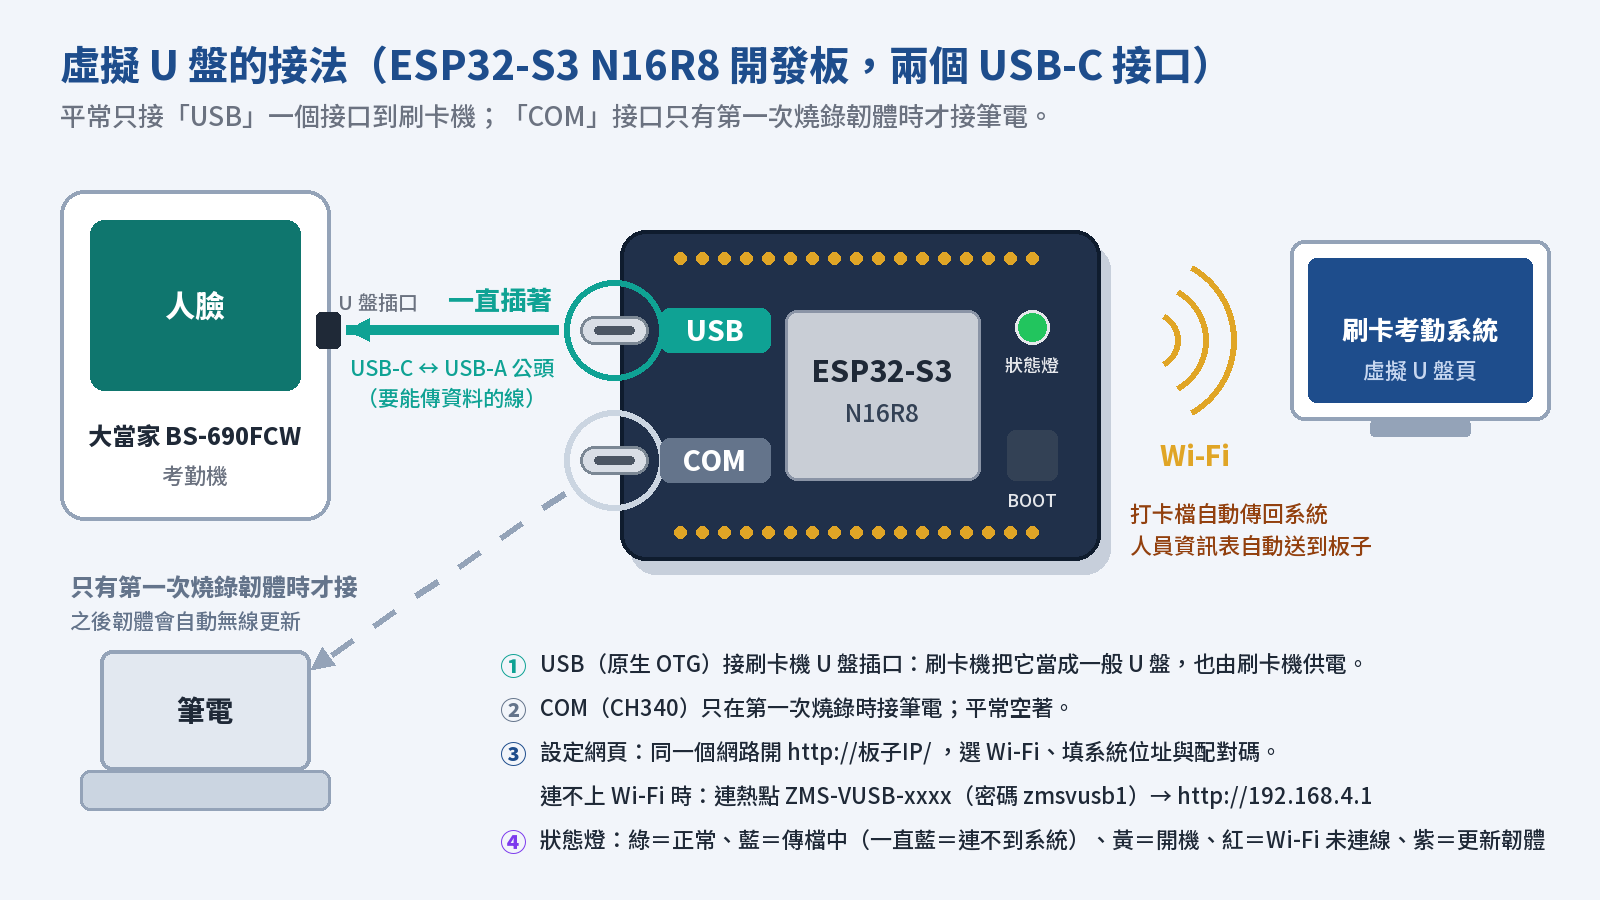 虛擬 U 盤的接法（ESP32-S3 N16R8 開發板，兩個 USB-C 接口）
平常只接「USB」一個接口到刷卡機；「COM」接口只有第一次燒錄韌體時才接筆電。
人臉
大當家 BS-690FCW
考勤機
U 盤插口
一直插著
USB-C ↔ USB-A 公頭
（要能傳資料的線）
USB
COM
ESP32-S3
N16R8
狀態燈
BOOT
Wi-Fi
刷卡考勤系統
虛擬 U 盤頁
打卡檔自動傳回系統
人員資訊表自動送到板子
只有第一次燒錄韌體時才接
之後韌體會自動無線更新
筆電
① USB（原生 OTG）接刷卡機 U 盤插口：刷卡機把它當成一般 U 盤，也由刷卡機供電。
② COM（CH340）只在第一次燒錄時接筆電；平常空著。
③ 設定網頁：同一個網路開 http://板子IP/ ，選 Wi-Fi、填系統位址與配對碼。
連不上 Wi-Fi 時：連熱點 ZMS-VUSB-xxxx（密碼 zmsvusb1）→ http://192.168.4.1
④ 狀態燈：綠＝正常、藍＝傳檔中（一直藍＝連不到系統）、黃＝開機、紅＝Wi-Fi 未連線、紫＝更新韌體